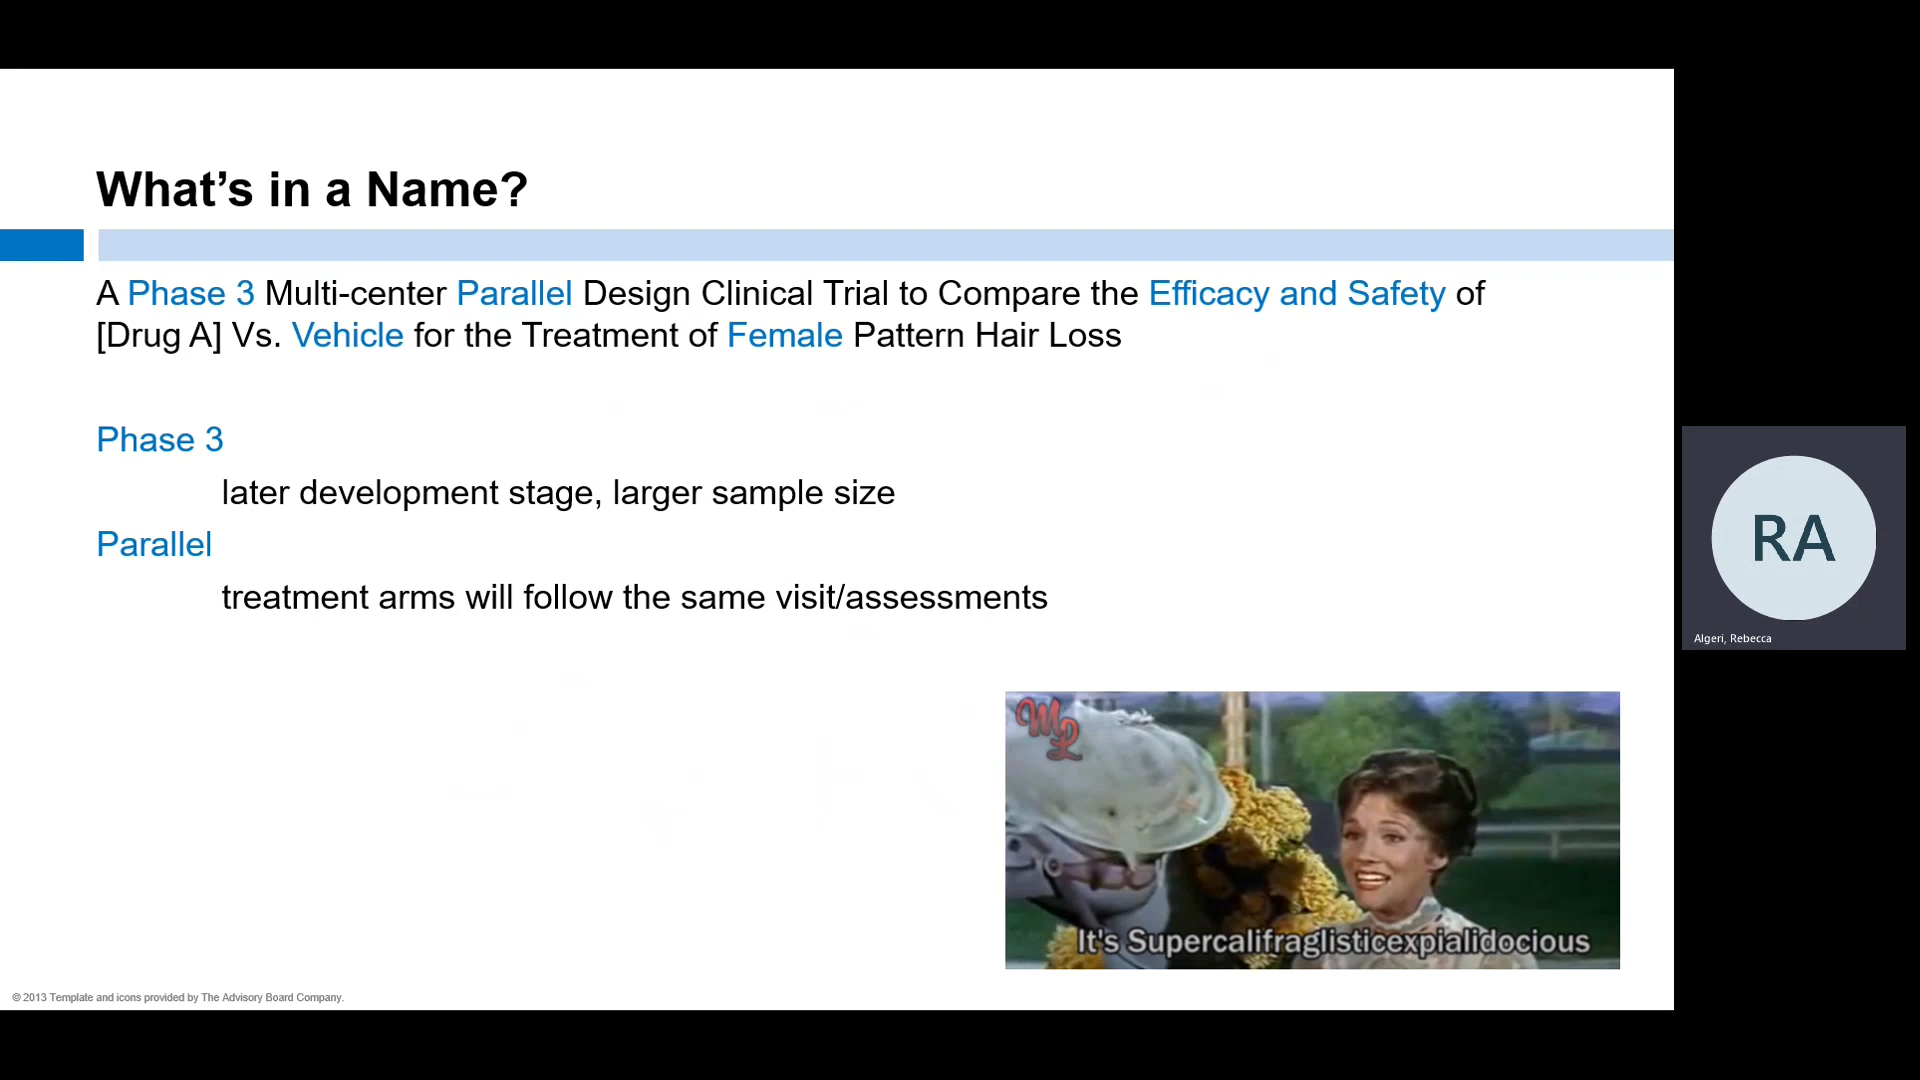 What’s in a Name?
A Phase 3 Multi-center Parallel Design Clinical Trial to Compare the Efficacy and Safety of
[Drug A] Vs. Vehicle for the Treatment of Female Pattern Hair Loss
Phase 3
later development stage, larger sample size
Parallel
treatment arms will follow the same visit/assessments
RA
Algeri, Rebecca
MP
It's Supercalifraglisticexpialidocious
© 2013 Template and icons provided by The Advisory Board Company.